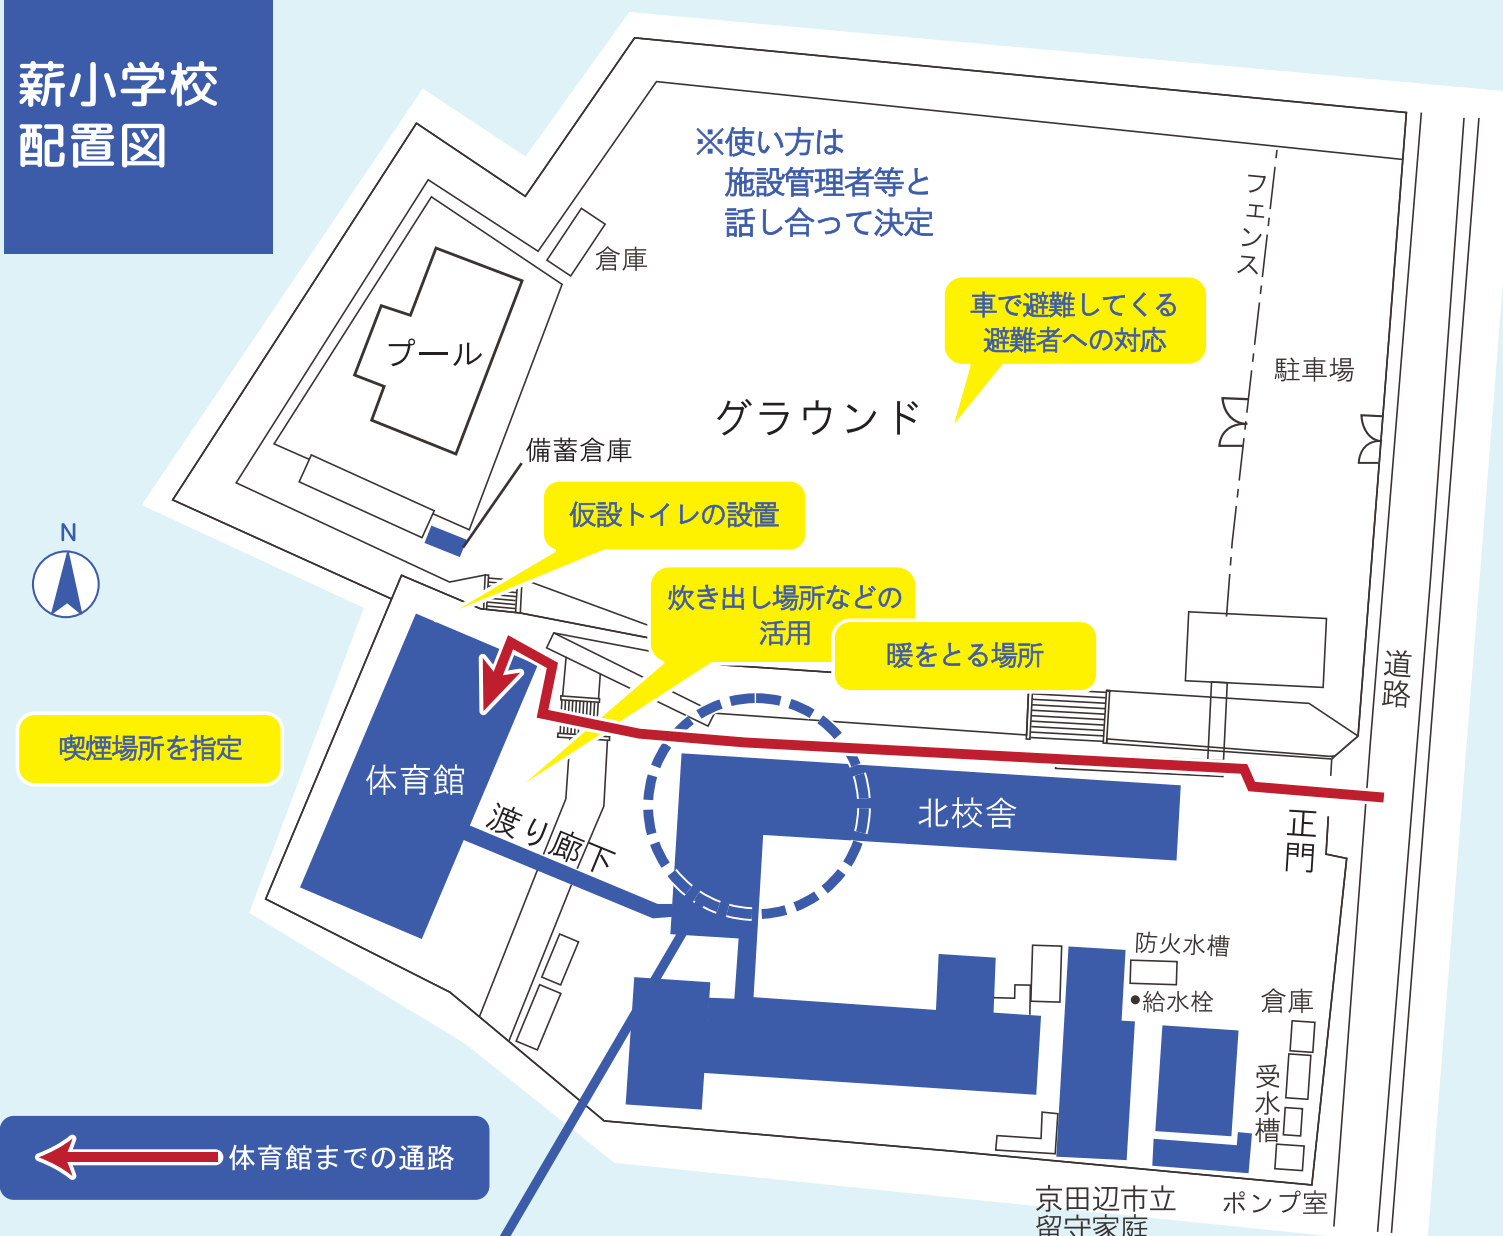 薪小学校
配置図
※使い方は
施設管理者等と
話し合って決定
フェンス
倉庫
車で避難してくる
避難者への対応
プール
駐車場
グラウンド
備蓄倉庫
仮設トイレの設置
N
炊き出し場所などの
活用
暖をとる場所
道路
喫煙場所を指定
体育館
北校舎
渡り廊下
正門
防火水槽
給水栓
倉庫
受水槽
体育館までの通路
京田辺市立
留守家庭
ポンプ室